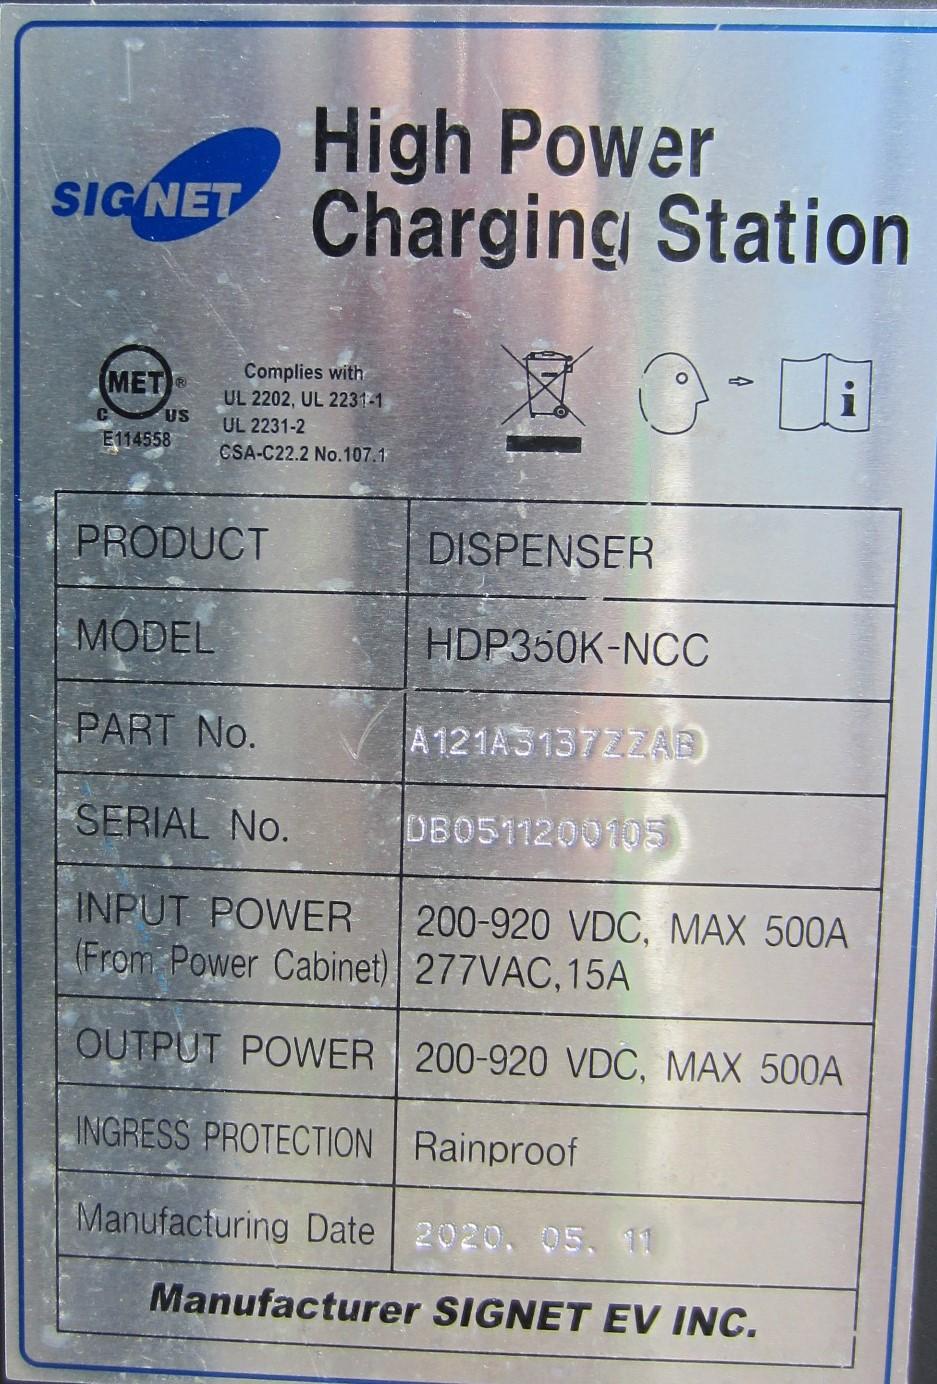 SIGNET
High Power
Charging Station
MET ®
C US
E114558
Complies with
UL 2202, UL 2231-1
UL 2231-2
CSA-C22.2 No.107.1
i
PRODUCT DISPENSER
MODEL HDP350K-NCC
PART No. A121A3137ZZAB
SERIAL No. DB0511200105
INPUT POWER 200-920 VDC, MAX 500A
(From Power Cabinet) 277VAC,15A
OUTPUT POWER 200-920 VDC, MAX 500A
INGRESS PROTECTION Rainproof
Manufacturing Date 2020. 05. 11
Manufacturer SIGNET EV INC.